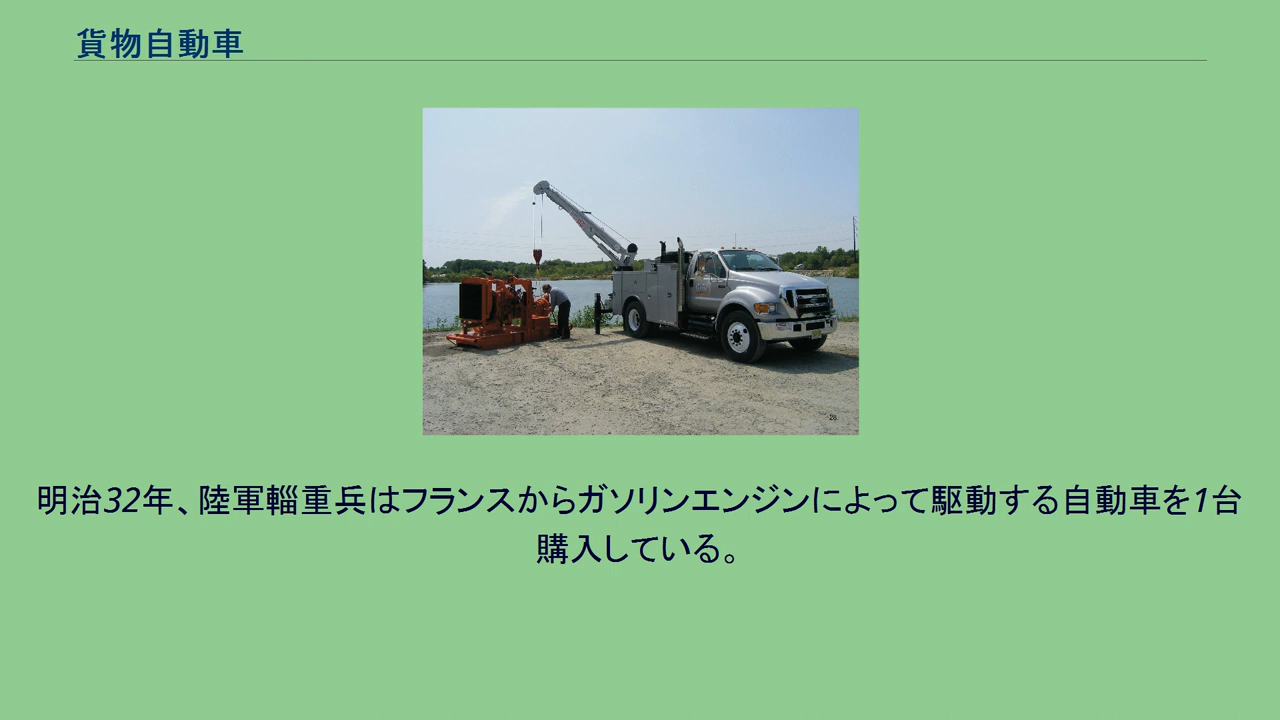 貨物自動車
28
明治32年、陸軍輜重兵はフランスからガソリンエンジンによって駆動する自動車を1台
購入している。